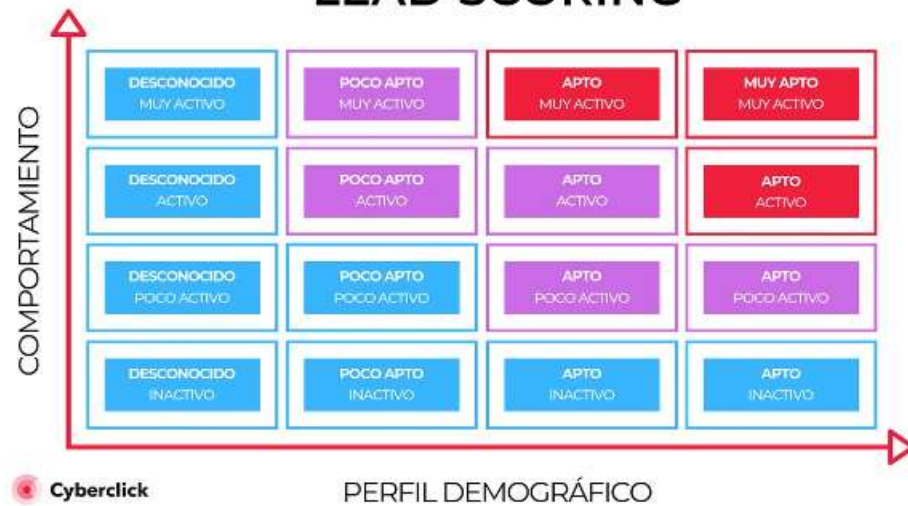 LEAD SCORING
COMPORTAMIENTO
DESCONOCIDO
MUY ACTIVO
POCO APTO
MUY ACTIVO
APTO
MUY ACTIVO
MUY APTO
MUY ACTIVO
DESCONOCIDO
ACTIVO
POCO APTO
ACTIVO
APTO
ACTIVO
APTO
ACTIVO
DESCONOCIDO
POCO ACTIVO
POCO APTO
POCO ACTIVO
APTO
POCO ACTIVO
APTO
POCO ACTIVO
DESCONOCIDO
INACTIVO
POCO APTO
INACTIVO
APTO
INACTIVO
APTO
INACTIVO
Cyberclick
PERFIL DEMOGRÁFICO